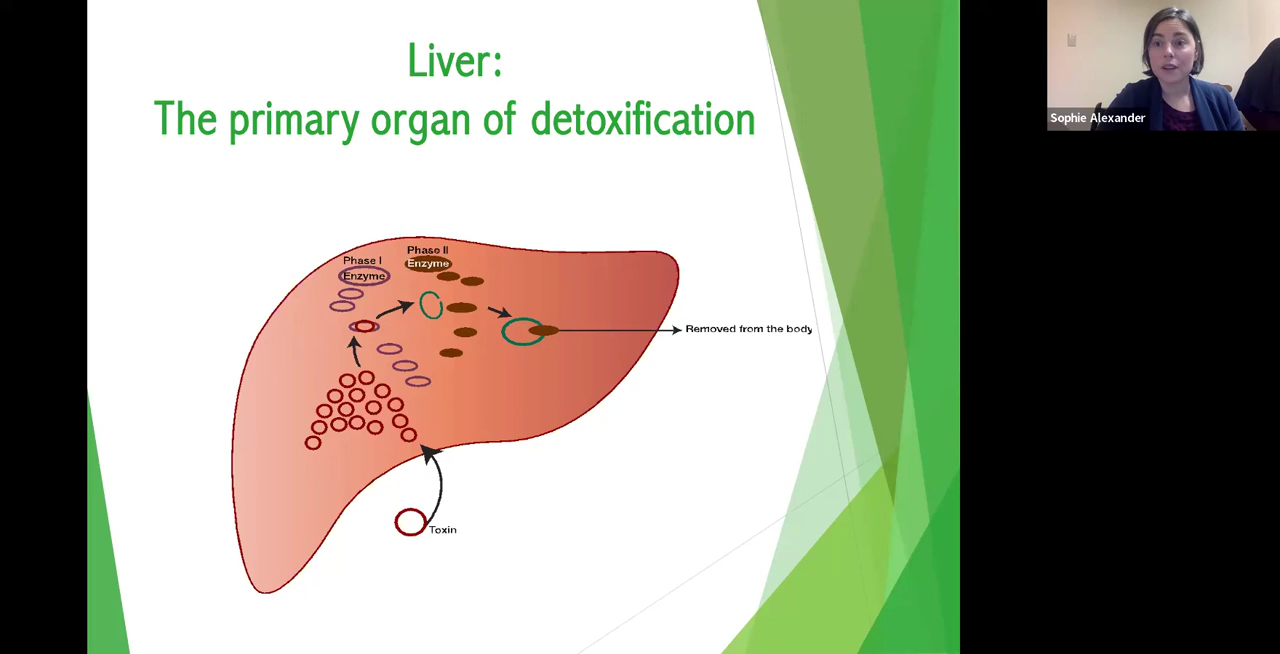 Liver:
The primary organ of detoxification
Sophie Alexander
Phase I
Enzyme
Phase II
Enzyme
Removed from the body
Toxin